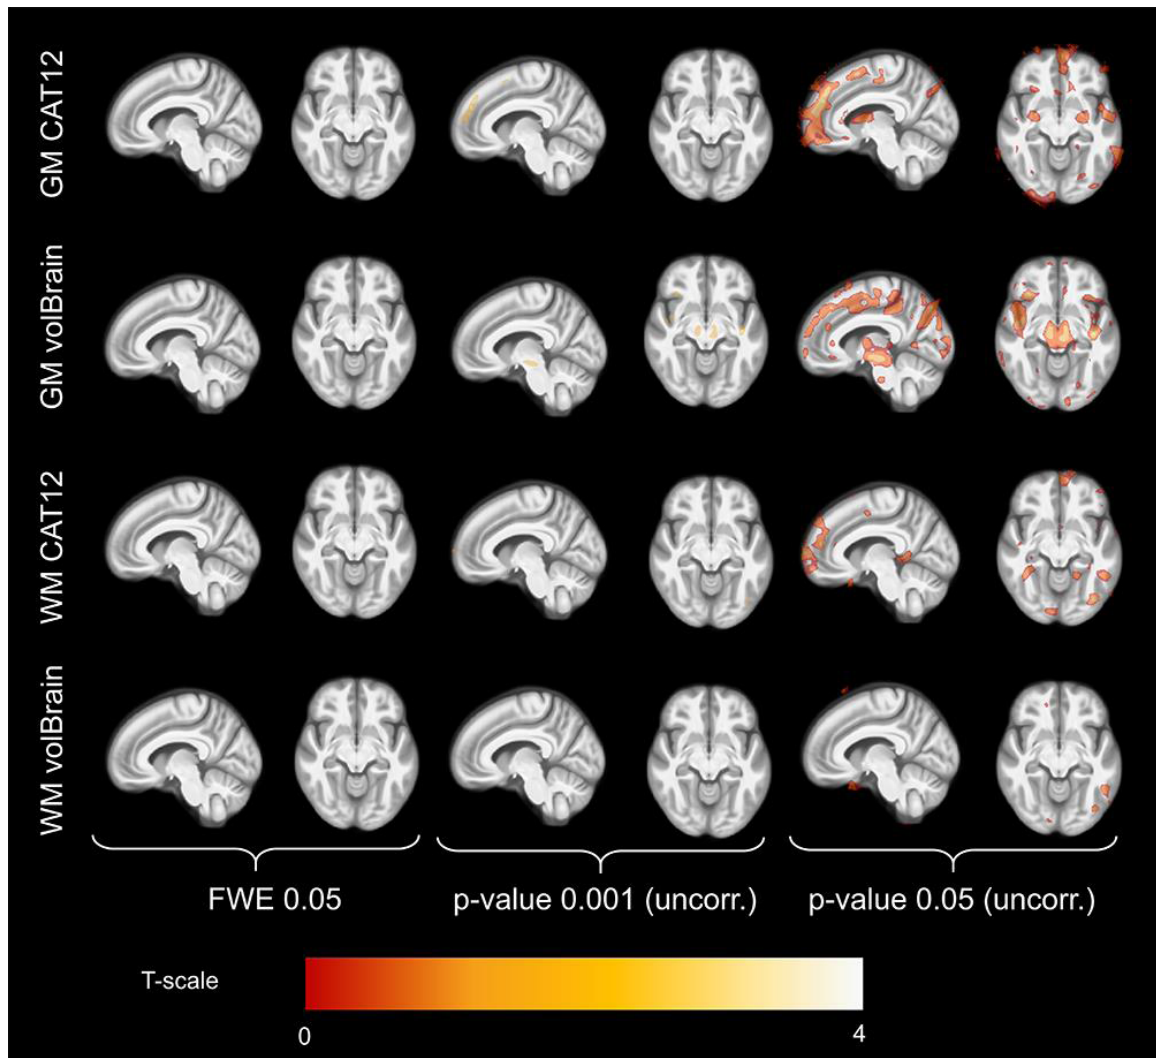 GM CAT12
GM volBrain
WM CAT12
WM volBrain
FWE 0.05
p-value 0.001 (uncorr.)
p-value 0.05 (uncorr.)
T-scale
0
4